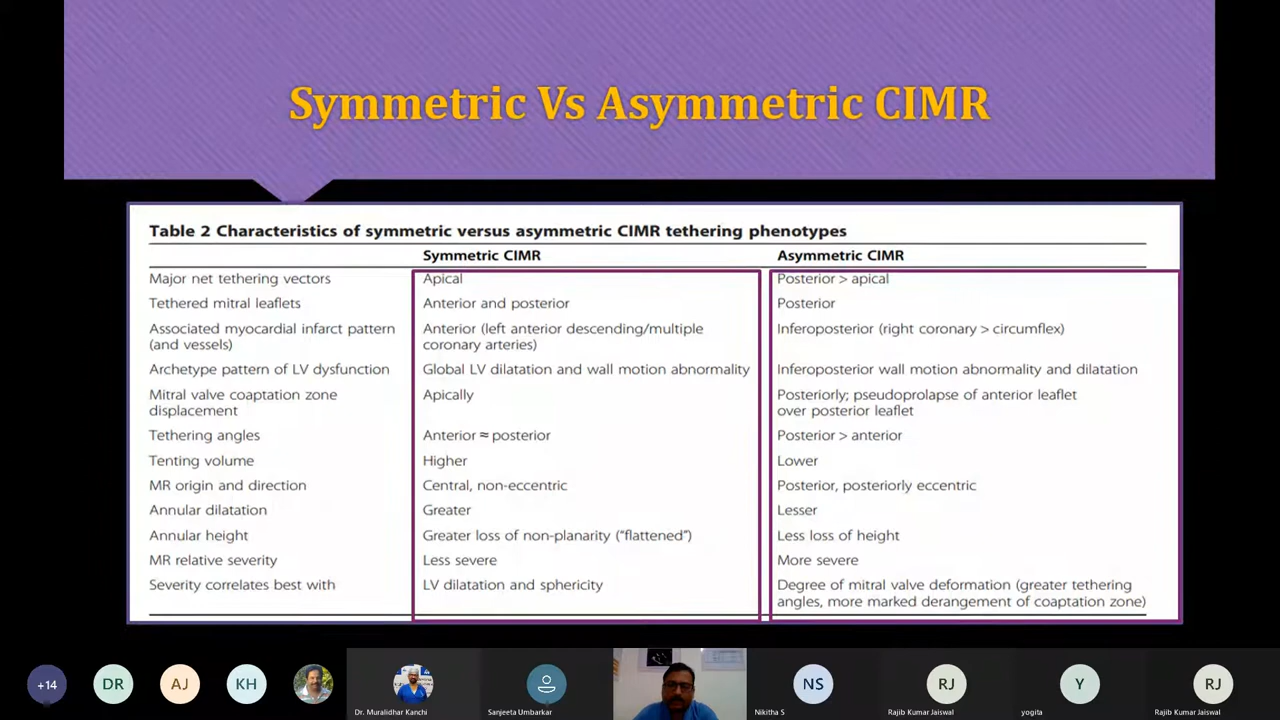 Symmetric Vs Asymmetric CIMR
Table 2 Characteristics of symmetric versus asymmetric CIMR tethering phenotypes
Symmetric CIMR Asymmetric CIMR
Major net tethering vectors Apical Posterior > apical
Tethered mitral leaflets Anterior and posterior Posterior
Associated myocardial infarct pattern Anterior (left anterior descending/multiple Inferoposterior (right coronary > circumflex)
(and vessels) coronary arteries)
Archetype pattern of LV dysfunction Global LV dilatation and wall motion abnormality Inferoposterior wall motion abnormality and dilatation
Mitral valve coaptation zone Apically Posteriorly; pseudoprolapse of anterior leaflet
displacement over posterior leaflet
Tethering angles Anterior ≈ posterior Posterior > anterior
Tenting volume Higher Lower
MR origin and direction Central, non-eccentric Posterior, posteriorly eccentric
Annular dilatation Greater Lesser
Annular height Greater loss of non-planarity (“flattened”) Less loss of height
MR relative severity Less severe More severe
Severity correlates best with LV dilatation and sphericity Degree of mitral valve deformation (greater tethering
angles, more marked derangement of coaptation zone)
+14 DR AJ KH NS RJ Y RJ
Dr. Muralidhar Kanchi Sanjeeta Umbarkar Nikitha S Rajib Kumar Jaiswal yogita Rajib Kumar Jaiswal